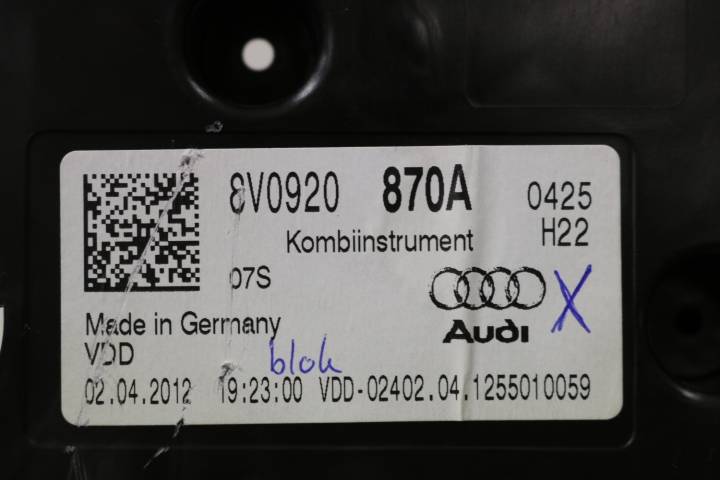 8V0920 870A 0425
Kombiinstrument H22
07S
Audi X
Made in Germany
VDD
blok
02.04.2012 19:23:00 VDD-02402.04.1255010059